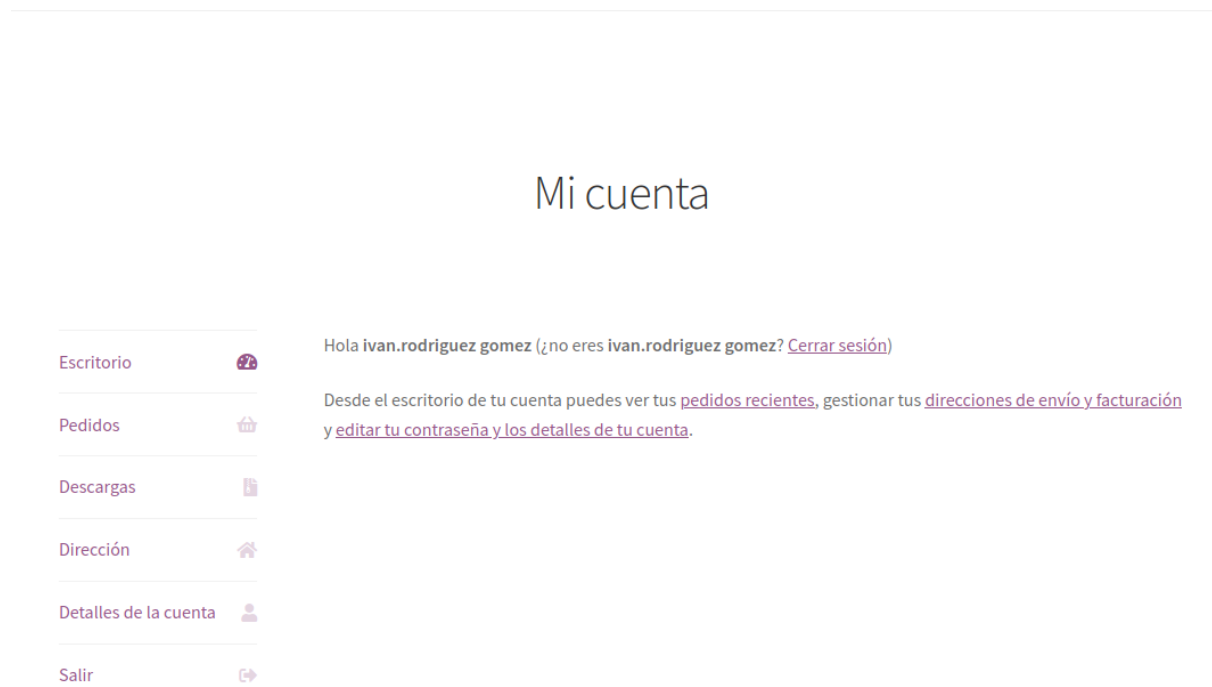 Mi cuenta
Escritorio
Pedidos
Descargas
Dirección
Detalles de la cuenta
Salir
Hola ivan.rodriguez gomez (¿no eres ivan.rodriguez gomez? Cerrar sesión)
Desde el escritorio de tu cuenta puedes ver tus pedidos recientes, gestionar tus direcciones de envío y facturación
y editar tu contraseña y los detalles de tu cuenta.